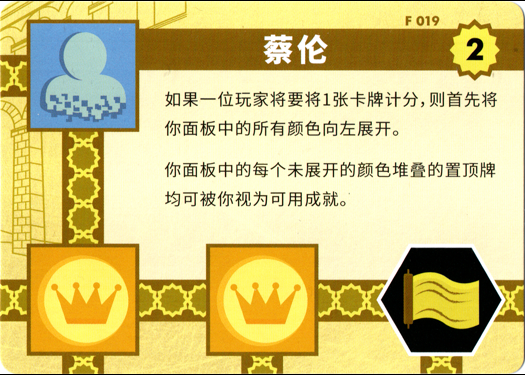 F 019
蔡伦
2
如果一位玩家将要将1张卡牌计分,则首先将
你面板中的所有颜色向左展开。
你面板中的每个未展开的颜色堆叠的置顶牌
均可被你视为可用成就。